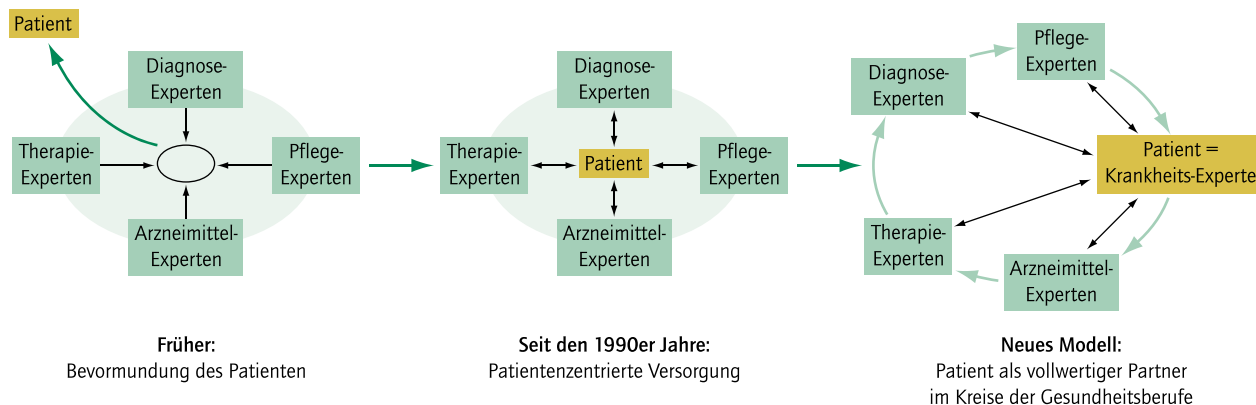 Patient
Diagnose-
Experten
Therapie-
Experten
Pflege-
Experten
Arzneimittel-
Experten
Früher:
Bevormundung des Patienten
Diagnose-
Experten
Therapie-
Experten
Patient
Pflege-
Experten
Arzneimittel-
Experten
Seit den 1990er Jahre:
Patientenzentrierte Versorgung
Pflege-
Experten
Diagnose-
Experten
Patient =
Krankheits-Experte
Therapie-
Experten
Arzneimittel-
Experten
Neues Modell:
Patient als vollwertiger Partner
im Kreise der Gesundheitsberufe